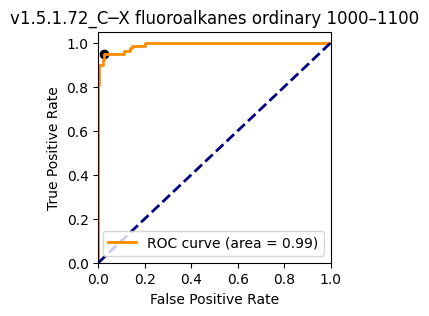 v1.5.1.72_C─X fluoroalkanes ordinary 1000–1100
1.0
0.8
0.6
0.4
0.2
0.0
True Positive Rate
ROC curve (area = 0.99)
0.0 0.2 0.4 0.6 0.8 1.0
False Positive Rate